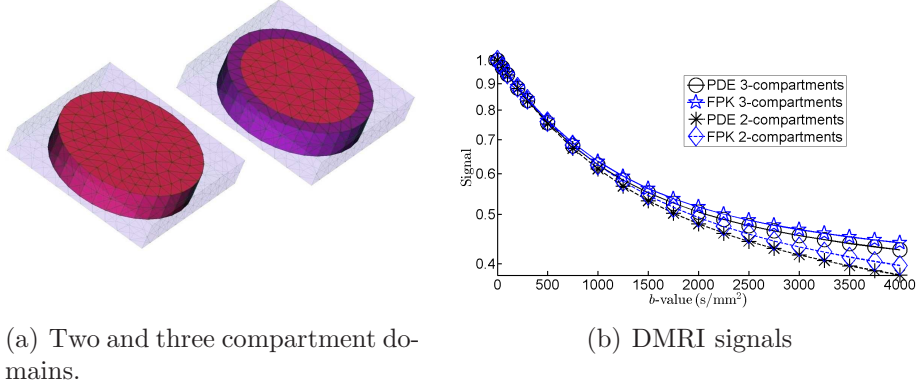 1.
0.9
0.8
0.7
0.6
0.5
0.4
Signal
PDE 3-compartments
FPK 3-compartments
PDE 2-compartments
FPK 2-compartments
0 500 1000 1500 2000 2500 3000 3500 4000
b-value (s/mm²)
(a) Two and three compartment do-
mains.
(b) DMRI signals